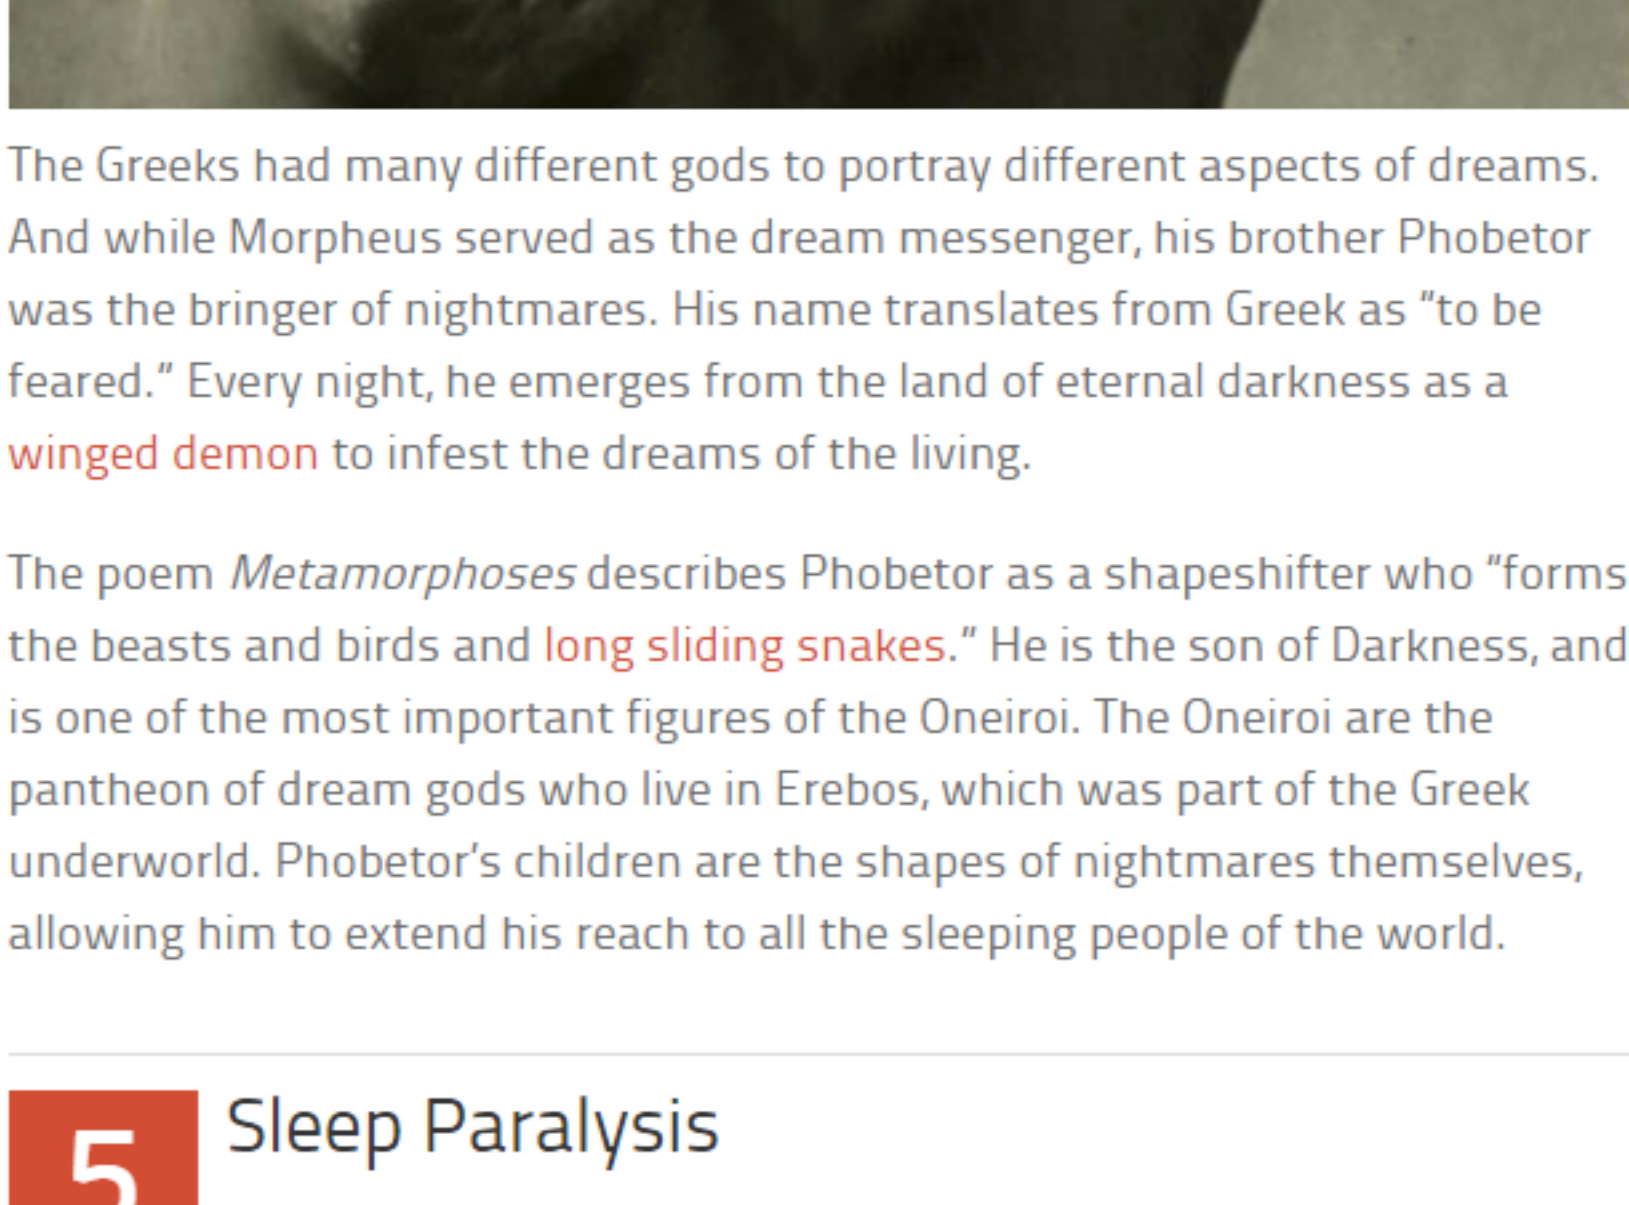 The Greeks had many different gods to portray different aspects of dreams.
And while Morpheus served as the dream messenger, his brother Phobetor
was the bringer of nightmares. His name translates from Greek as "to be
feared." Every night, he emerges from the land of eternal darkness as a
winged demon to infest the dreams of the living.
The poem Metamorphoses describes Phobetor as a shapeshifter who "forms
the beasts and birds and long sliding snakes." He is the son of Darkness, and
is one of the most important figures of the Oneiroi. The Oneiroi are the
pantheon of dream gods who live in Erebos, which was part of the Greek
underworld. Phobetor's children are the shapes of nightmares themselves,
allowing him to extend his reach to all the sleeping people of the world.
5 Sleep Paralysis